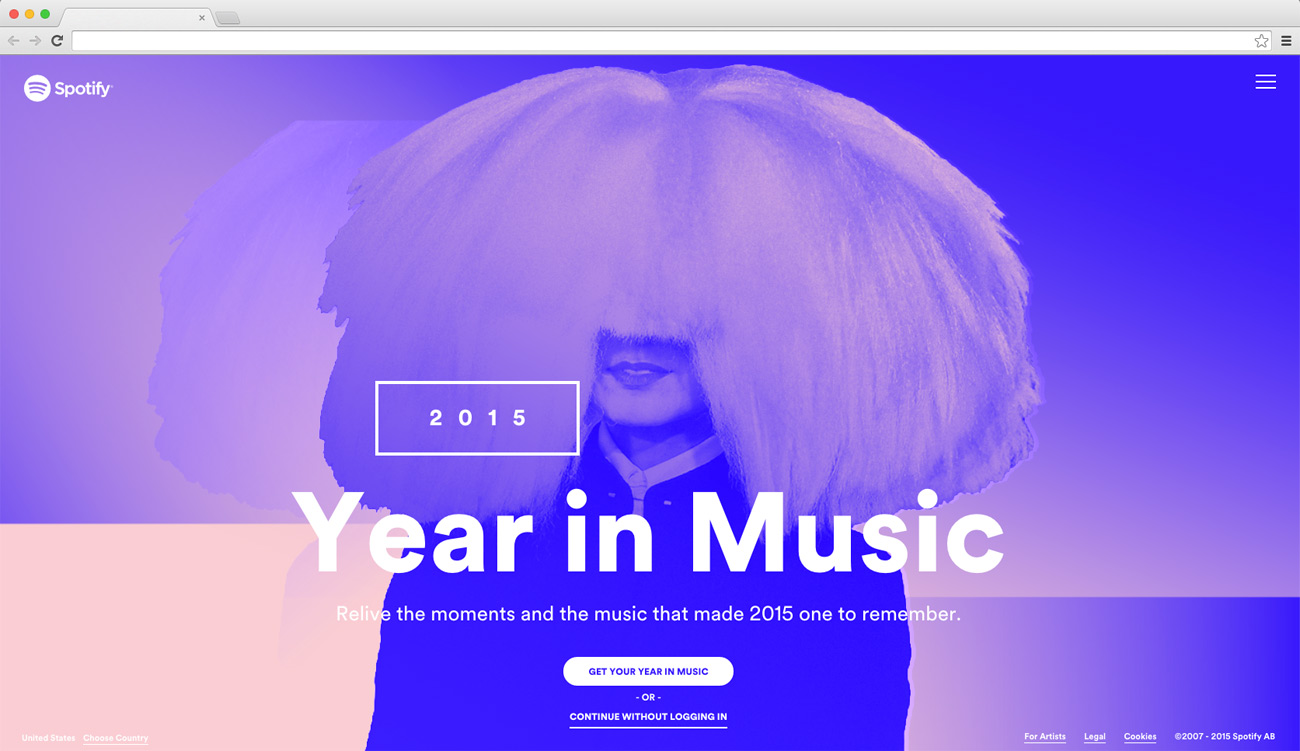 Spotify
2015
Year in Music
Relive the moments and the music that made 2015 one to remember.
GET YOUR YEAR IN MUSIC
- OR -
CONTINUE WITHOUT LOGGING IN
United States Choose Country
For Artists Legal Cookies ©2007 - 2015 Spotify AB